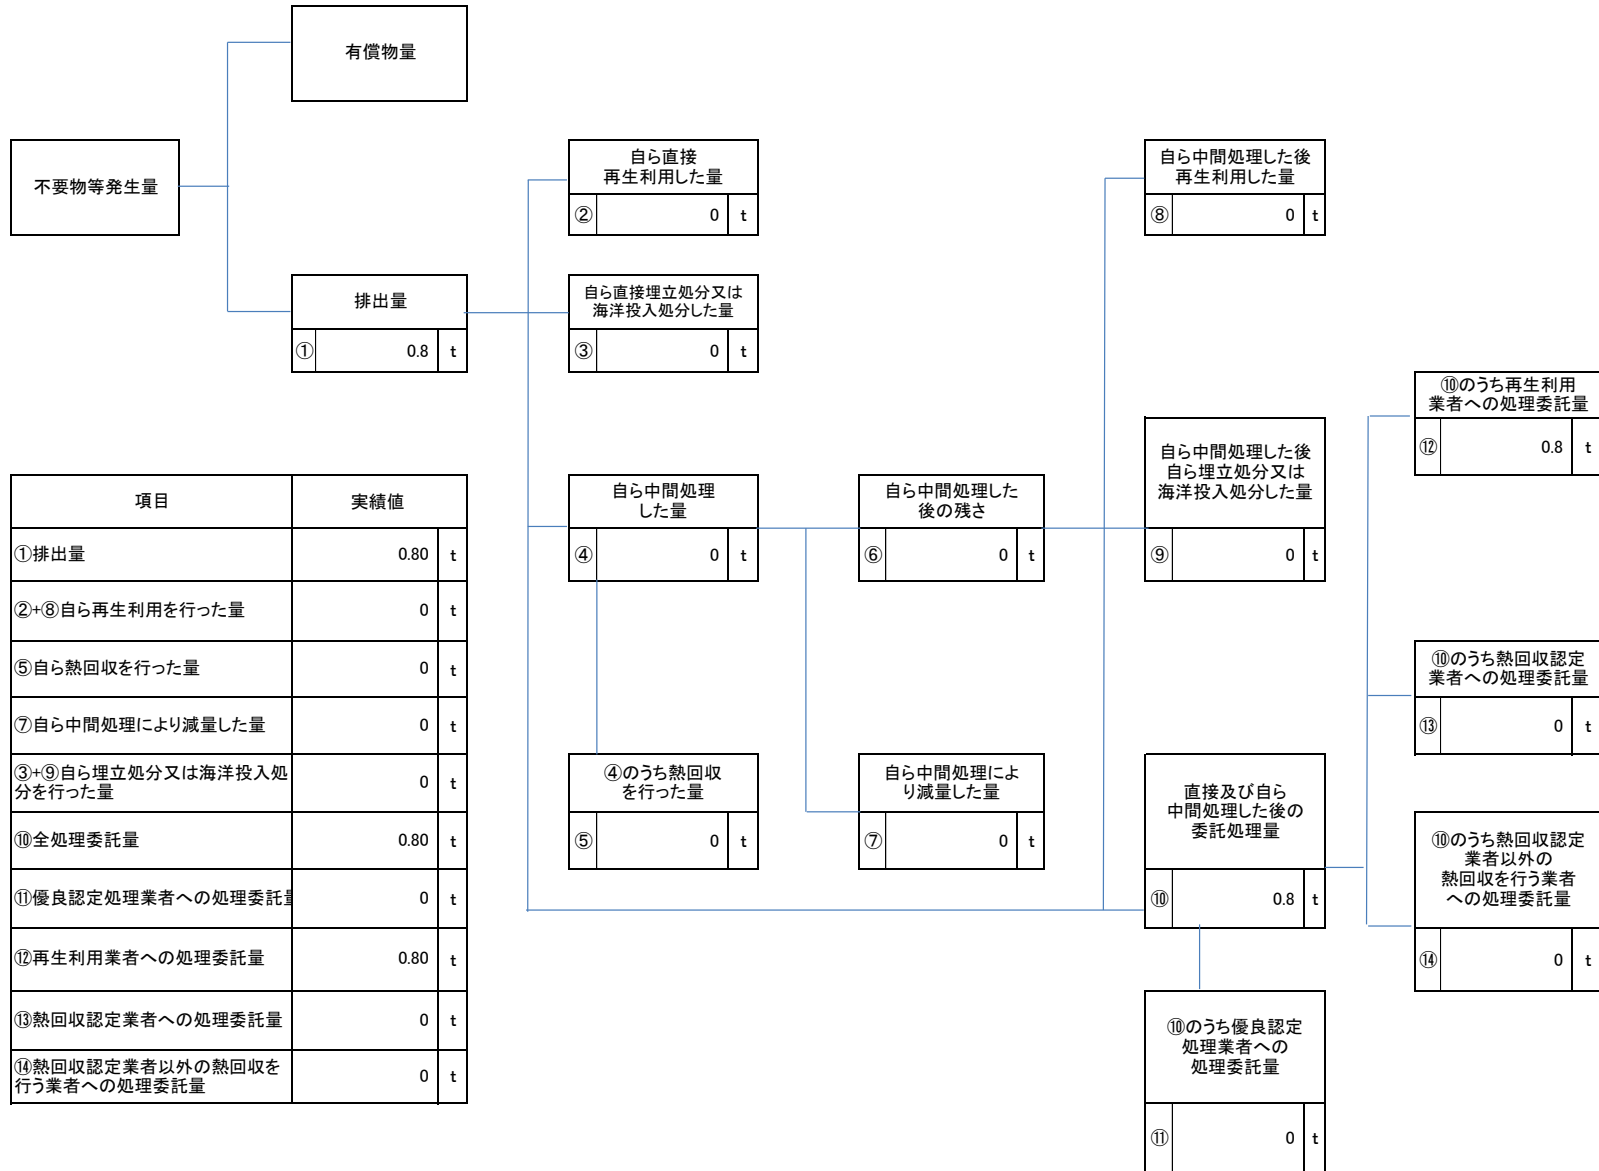 有償物量
不要物等発生量
排出量
① 0.8 t
自ら直接
再生利用した量
② 0 t
自ら直接埋立処分又は
海洋投入処分した量
③ 0 t
自ら中間処理
した量
④ 0 t
④のうち熱回収
を行った量
⑤ 0 t
自ら中間処理した
後の残さ
⑥ 0 t
自ら中間処理によ
り減量した量
⑦ 0 t
自ら中間処理した後
再生利用した量
⑧ 0 t
自ら中間処理した後
自ら埋立処分又は
海洋投入処分した量
⑨ 0 t
直接及び自ら
中間処理した後の
委託処理量
⑩ 0.8 t
⑩のうち優良認定
処理業者への
処理委託量
⑪ 0 t
⑩のうち再生利用
業者への処理委託量
⑫ 0.8 t
⑩のうち熱回収認定
業者への処理委託量
⑬ 0 t
⑩のうち熱回収認定
業者以外の
熱回収を行う業者
への処理委託量
⑭ 0 t
項目 実績値
①排出量 0.80 t
②+⑧自ら再生利用を行った量 0 t
⑤自ら熱回収を行った量 0 t
⑦自ら中間処理により減量した量 0 t
③+⑨自ら埋立処分又は海洋投入処
分を行った量 0 t
⑩全処理委託量 0.80 t
⑪優良認定処理業者への処理委託 0 t
⑫再生利用業者への処理委託量 0.80 t
⑬熱回収認定業者への処理委託量 0 t
⑭熱回収認定業者以外の熱回収を
行う業者への処理委託量 0 t